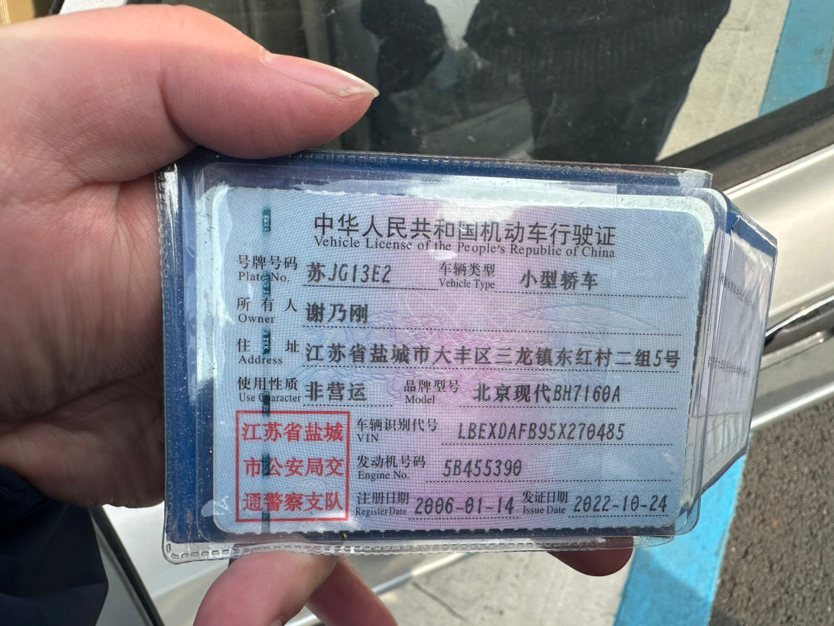 中华人民共和国机动车行驶证
Vehicle License of the People's Republic of China
号牌号码 苏JG13E2 车辆类型 小型轿车
Plate No. Vehicle Type
所有人 谢乃刚
Owner
住址 江苏省盐城市大丰区三龙镇东红村二组5号
Address
使用性质 非营运 品牌型号 北京现代BH7160A
Use Character Model
江苏省盐城
市公安局交
通警察支队
车辆识别代号 LBEXDAFB95X270485
VIN
发动机号码 5B455390
Engine No.
注册日期 2006-01-14 发证日期 2022-10-24
Register Date Issue Date